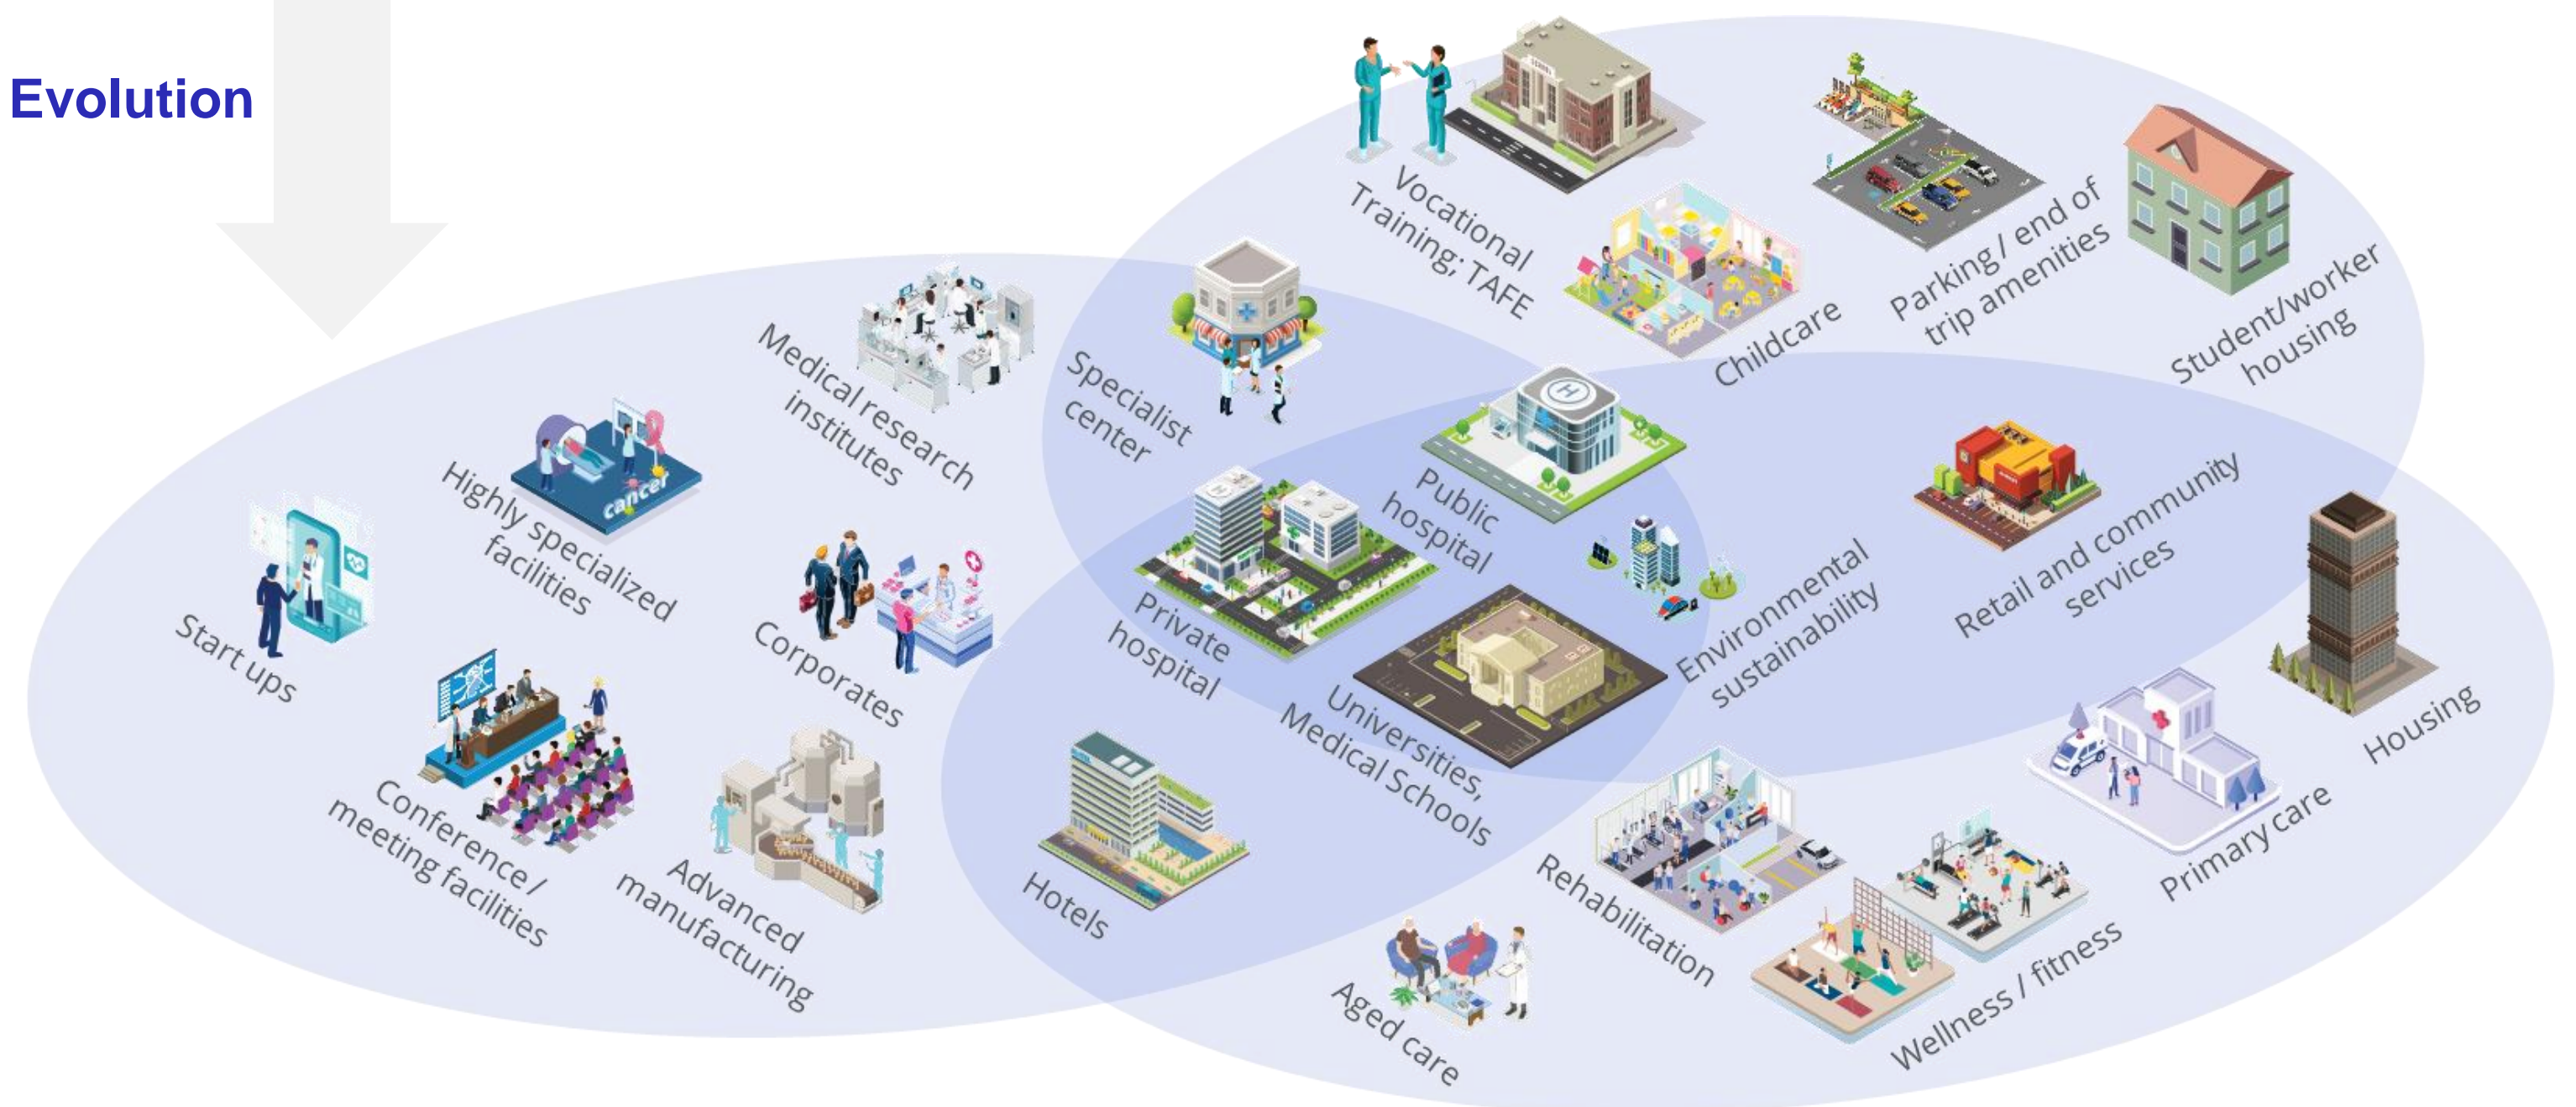 Evolution
Vocational
Training; TAFE
Childcare
Parking / end of
trip amenities
Student/worker
housing
Medical research
institutes
Specialist
center
Highly specialized
facilities
cancer
Public
hospital
Retail and community
services
Start ups
Corporates
Private
hospital
Environmental
sustainability
Universities,
Medical Schools
Housing
Conference /
meeting facilities
Advanced
manufacturing
Hotels
Rehabilitation
Primary care
Aged care
Wellness / fitness